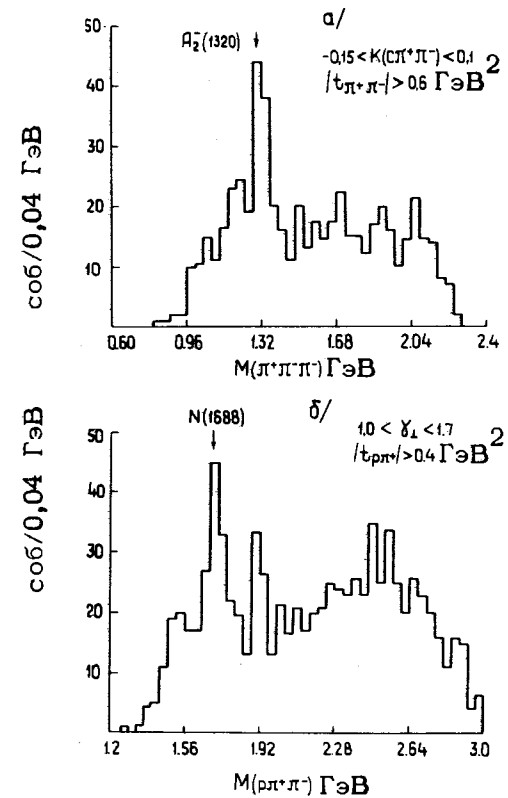 а/
50
A₂⁻(1320)
-0,15 < K(cπ⁺π⁻) < 0,1
/tπ+π-/ > 0.6 ГэВ²
40
30
20
10
соб/0,04 ГэВ
0.60 0.96 1.32 1.68 2.04 2.4
M(π⁺π⁻π⁻) ГэВ
б/
N(1688)
50
1.0 < γ⊥ < 1.7
/tpπ+/ > 0.4 ГэВ²
40
30
20
10
соб/0,04 ГэВ
1.2 1.56 1.92 2.28 2.64 3.0
M(pπ⁺π⁻) ГэВ